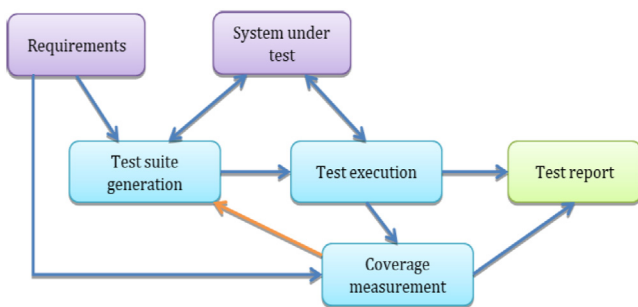 Requirements
System under
test
Test suite
generation
Test execution
Test report
Coverage
measurement